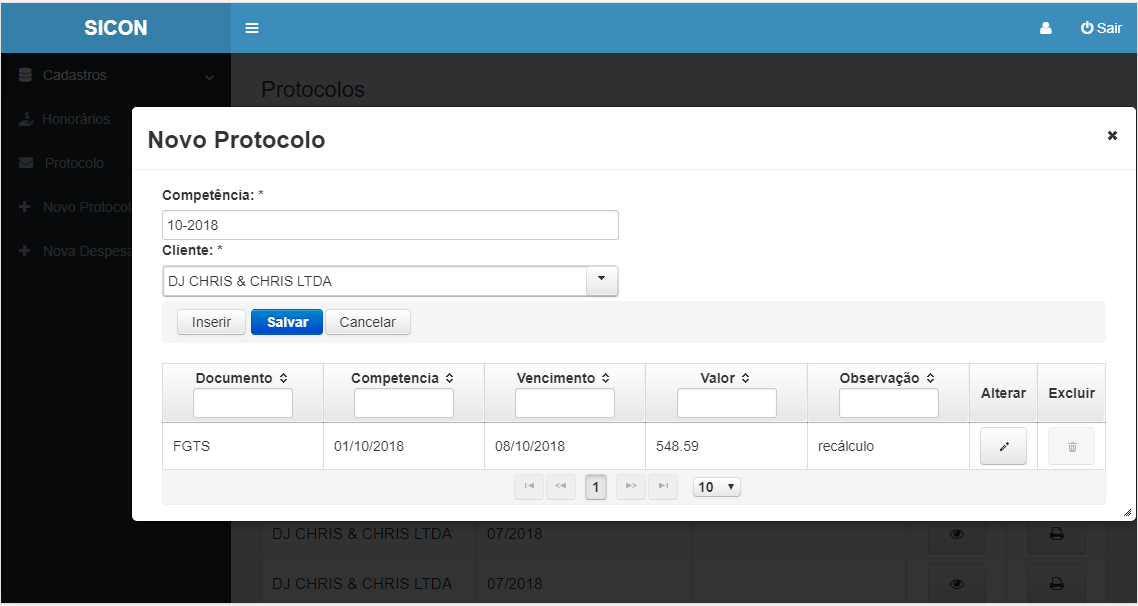 SICON
Sair
Cadastros
Protocolos
Honorários
Protocolo
Novo Protocol
Nova Despesa
Novo Protocolo
Competência: *
10-2018
Cliente: *
DJ CHRIS & CHRIS LTDA
Inserir Salvar Cancelar
Documento Competencia Vencimento Valor Observação Alterar Excluir
FGTS 01/10/2018 08/10/2018 548.59 recálculo
1 10
DJ CHRIS & CHRIS LTDA 07/2018
DJ CHRIS & CHRIS LTDA 07/2018